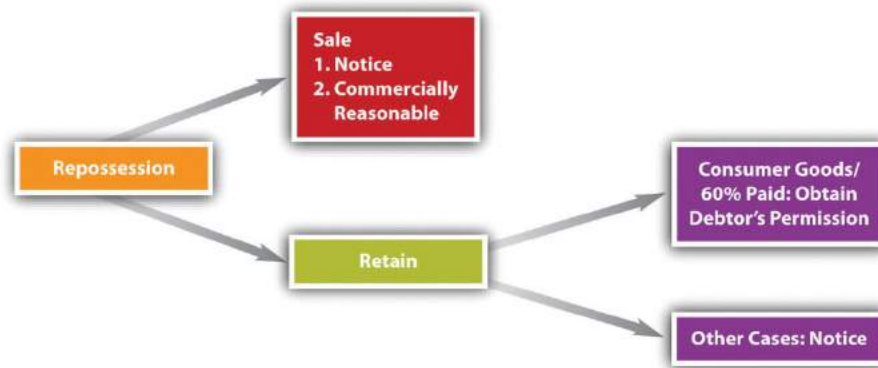 Sale
1. Notice
2. Commercially
Reasonable
Repossession
Consumer Goods/
60% Paid: Obtain
Debtor's Permission
Retain
Other Cases: Notice